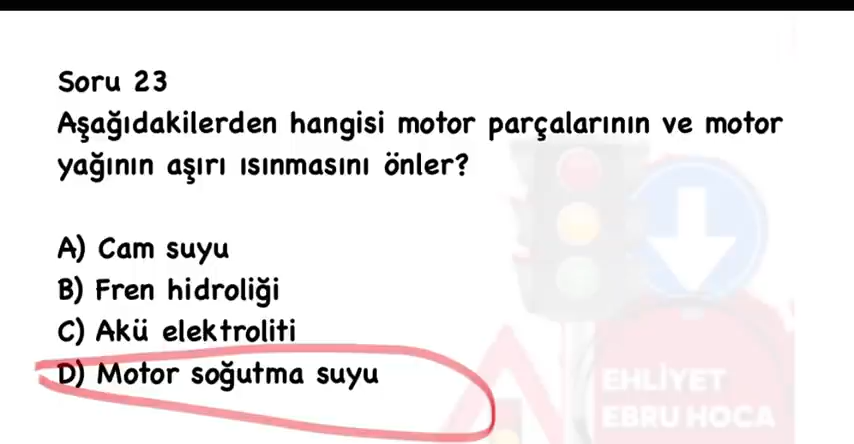 Soru 23
Aşağıdakilerden hangisi motor parçalarının ve motor
yağının aşırı ısınmasını önler?
A) Cam suyu
B) Fren hidroliği
C) Akü elektroliti
D) Motor soğutma suyu
EHLİYET
EBRU HOCA